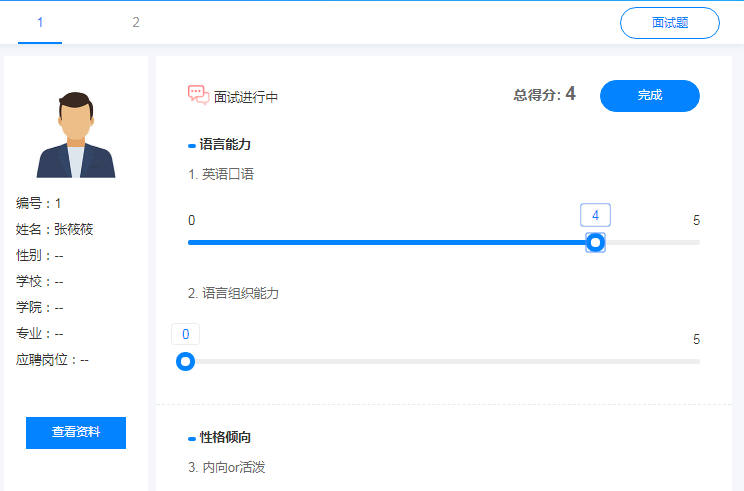 1 2 面试题
面试进行中 总得分: 4 完成
编号：1
姓名：张筱筱
性别：--
学校：--
学院：--
专业：--
应聘岗位：--
查看资料
语言能力
1. 英语口语
0 4 5
2. 语言组织能力
0 5
性格倾向
3. 内向or活泼